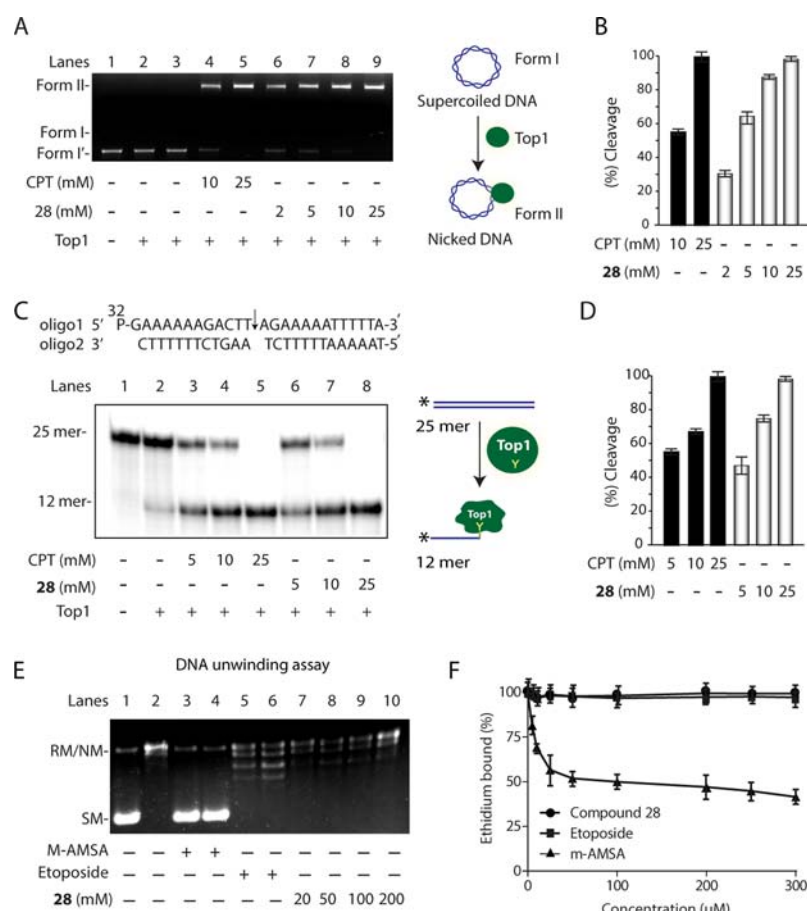 A
Lanes 1 2 3 4 5 6 7 8 9
Form II-
Form I-
Form I'-
CPT (mM) – – – 10 25 – – – –
28 (mM) – – – – – 2 5 10 25
Top1 – + + + + + + + +
Form I
Supercoiled DNA
Top1
Form II
Nicked DNA
B
(%) Cleavage
100
80
60
40
20
0
CPT (mM) 10 25 – – – –
28 (mM) – – 2 5 10 25
C
32
oligo1 5′ P-GAAAAAAGACTT↓AGAAAAATTTTTA-3′
oligo2 3′ CTTTTTTCTGAA TCTTTTTAAAAAT-5′
Lanes 1 2 3 4 5 6 7 8
25 mer-
12 mer-
CPT (mM) – – 5 10 25 – – –
28 (mM) – – – – – 5 10 25
Top1 – + + + + + + +
*
25 mer
Top1
Y
Top1
Y
*
12 mer
D
(%) Cleavage
100
80
60
40
20
0
CPT (mM) 5 10 25 – – –
28 (mM) – – – 5 10 25
E
DNA unwinding assay
Lanes 1 2 3 4 5 6 7 8 9 10
RM/NM-
SM-
M-AMSA – – + + – – – – – –
Etoposide – – – – + + – – – –
28 (mM) – – – – – – 20 50 100 200
F
Ethidium bound (%)
100
75
50
25
0 100 200 300
Compound 28
Etoposide
m-AMSA
Concentration (µM)